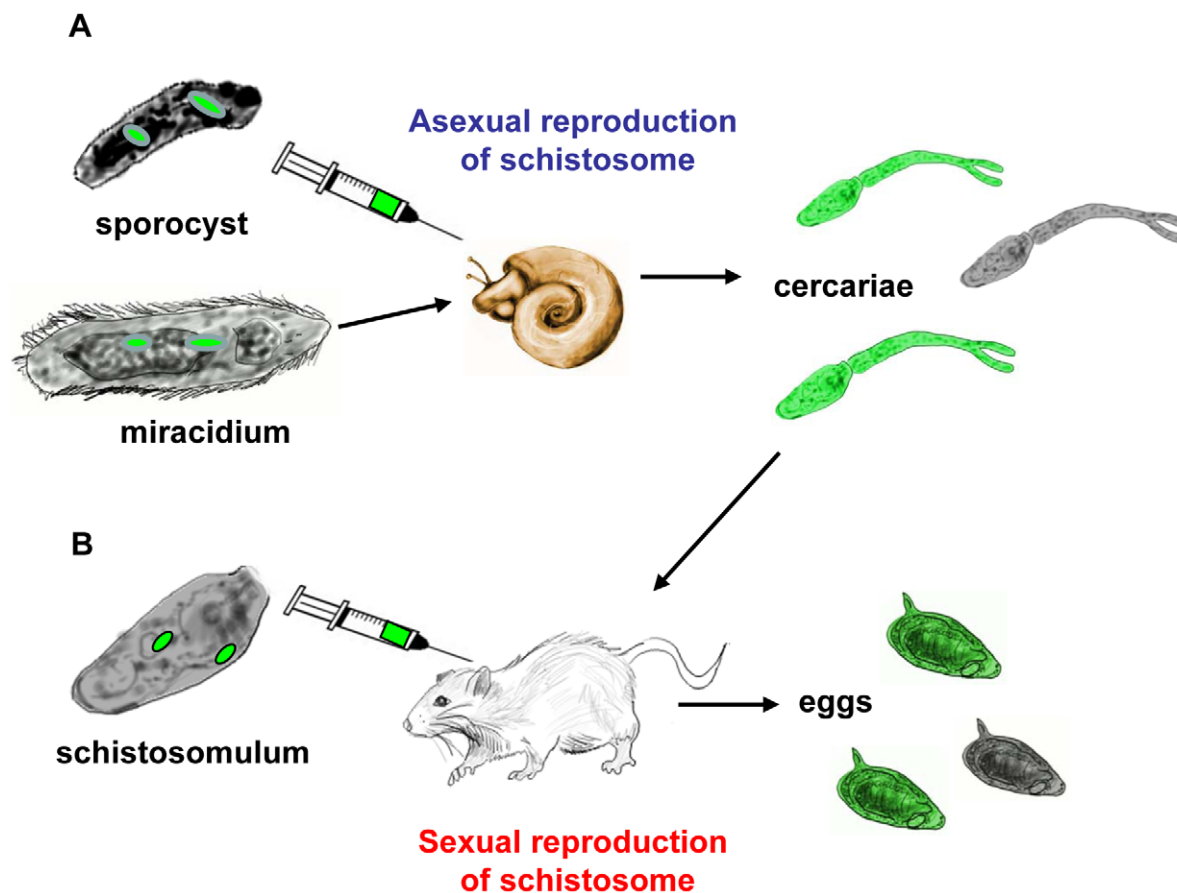 A
Asexual reproduction
of schistosome
sporocyst
cercariae
miracidium
B
eggs
schistosomulum
Sexual reproduction
of schistosome